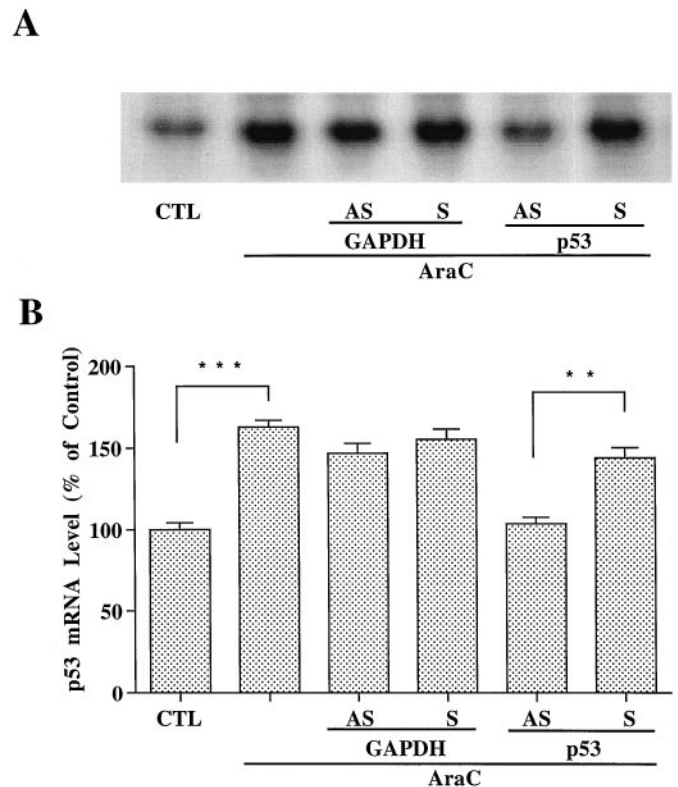 A
CTL AS S AS S
GAPDH p53
AraC
B
p53 mRNA Level (% of Control)
200
150
100
50
0
* * *
* *
CTL AS S AS S
GAPDH p53
AraC